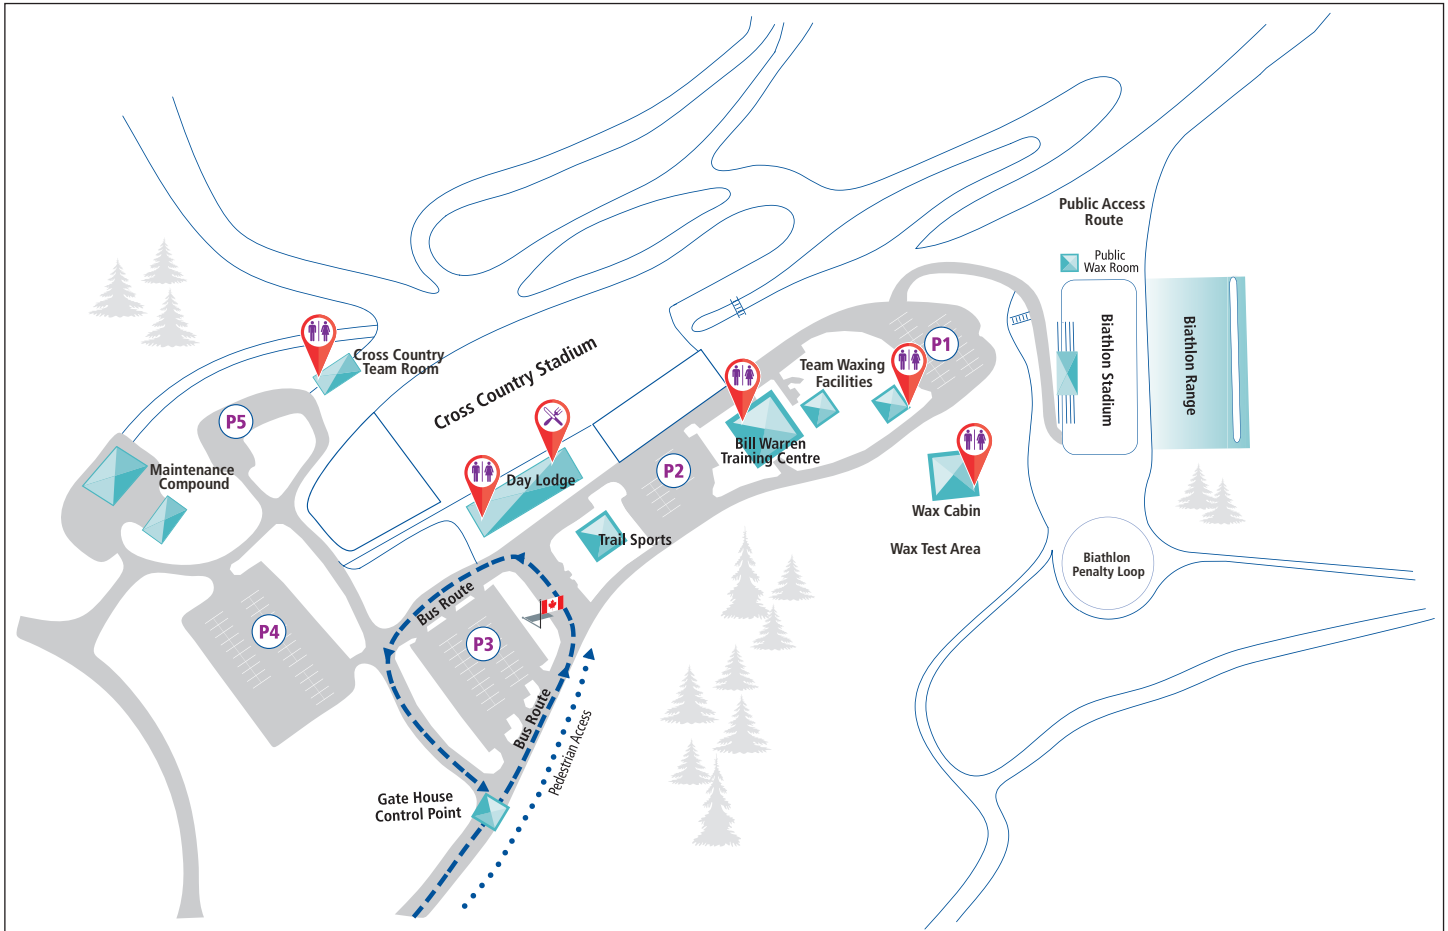 Public Access
Route
Public
Wax Room
Biathlon Stadium
Biathlon Range
P1
Team Waxing
Facilities
Cross Country
Team Room
Cross Country Stadium
P5
Bill Warren
Training Centre
P2
Maintenance
Compound
Day Lodge
Wax Cabin
Trail Sports
Wax Test Area
Biathlon
Penalty Loop
Bus Route
P4
P3
Bus Route
Pedestrian Access
Gate House
Control Point